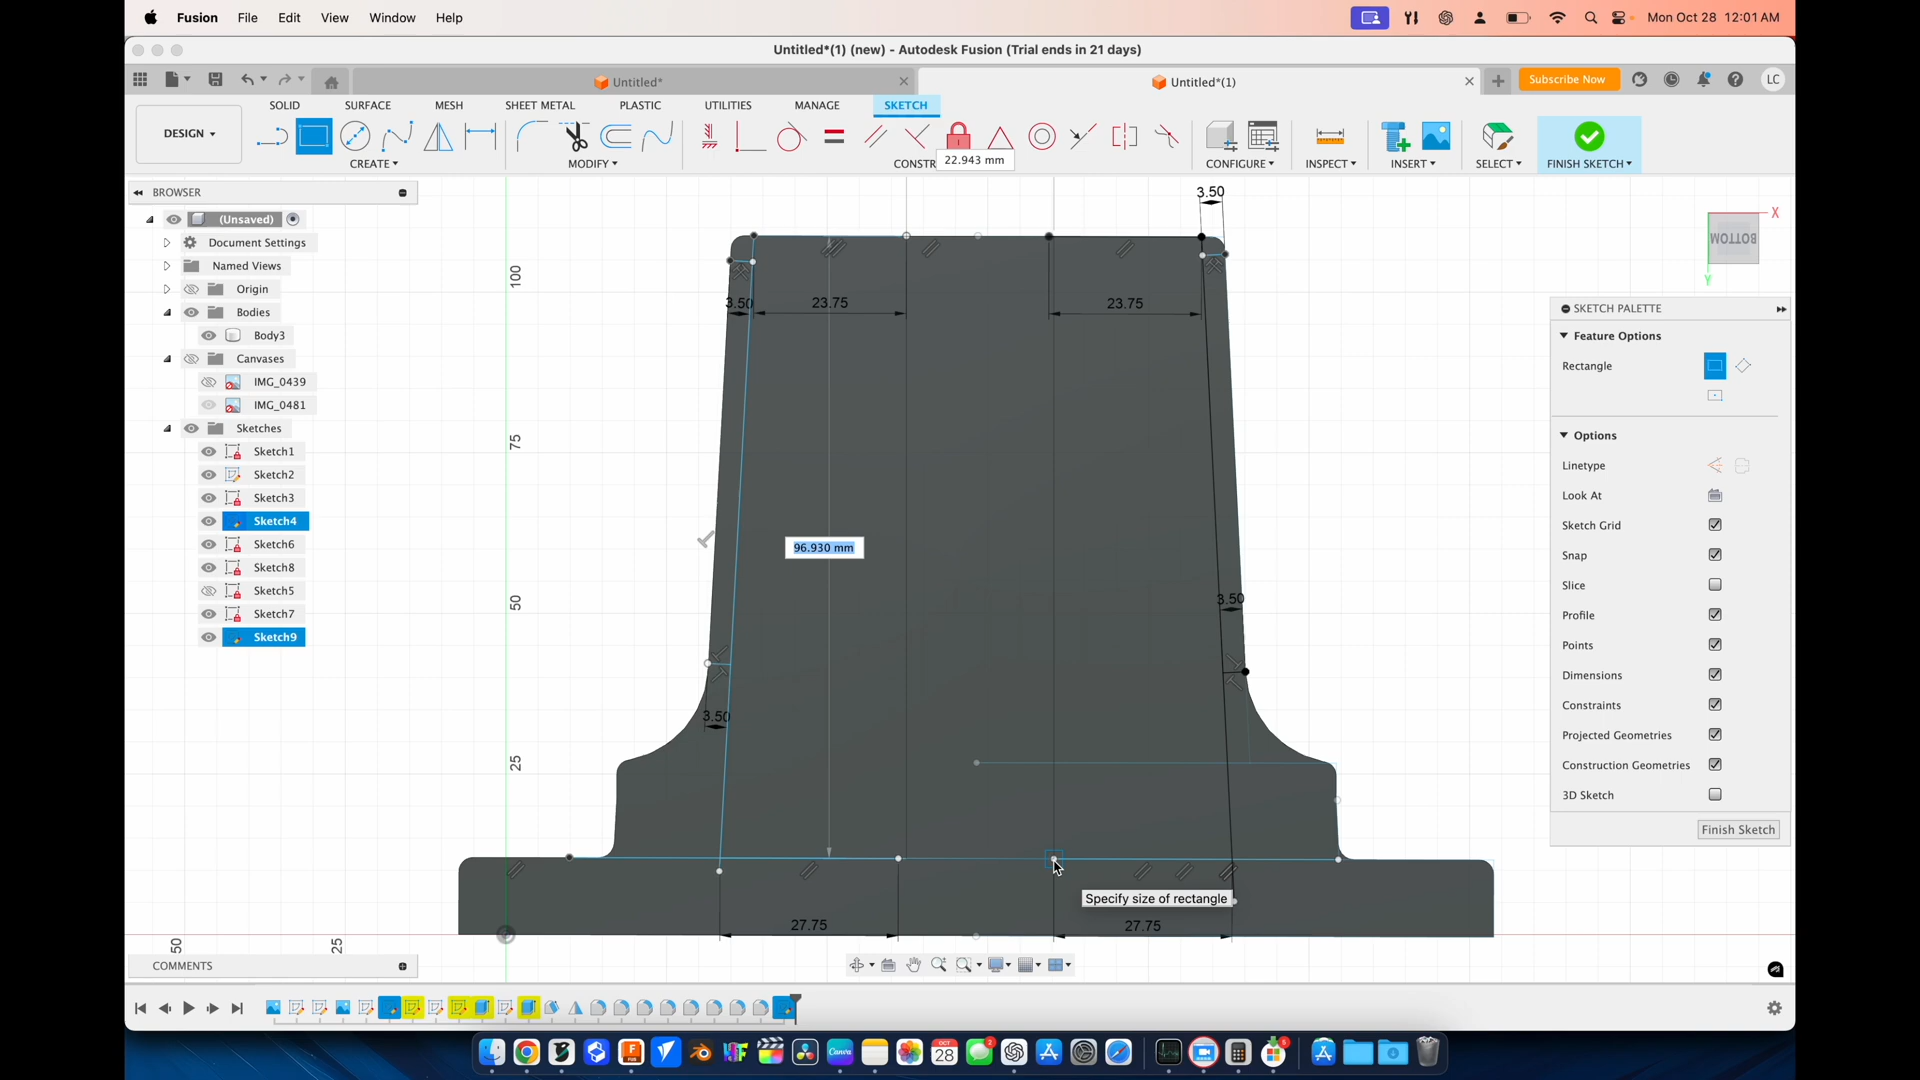 Fusion File Edit View Window Help
Mon Oct 28 12:01 AM
Untitled*(1) (new) - Autodesk Fusion (Trial ends in 21 days)
Untitled*
Untitled*(1)
Subscribe Now
LC
DESIGN
SOLID SURFACE MESH SHEET METAL PLASTIC UTILITIES MANAGE SKETCH
22.943 mm
CREATE MODIFY CONSTR CONFIGURE INSPECT INSERT SELECT FINISH SKETCH
BROWSER
(Unsaved)
Document Settings
Named Views
Origin
Bodies
Body3
Canvases
IMG_0439
IMG_0481
Sketches
Sketch1
Sketch2
Sketch3
Sketch4
Sketch6
Sketch8
Sketch5
Sketch7
Sketch9
3.50
100
3.50
23.75
23.75
75
96.930 mm
50
3.50
3.50
25
Specify size of rectangle
27.75
27.75
50
25
BOTTOM
X
Y
SKETCH PALETTE
Feature Options
Rectangle
Options
Linetype
Look At
Sketch Grid
Snap
Slice
Profile
Points
Dimensions
Constraints
Projected Geometries
Construction Geometries
3D Sketch
Finish Sketch
COMMENTS
OCT
28
Canva
2
6